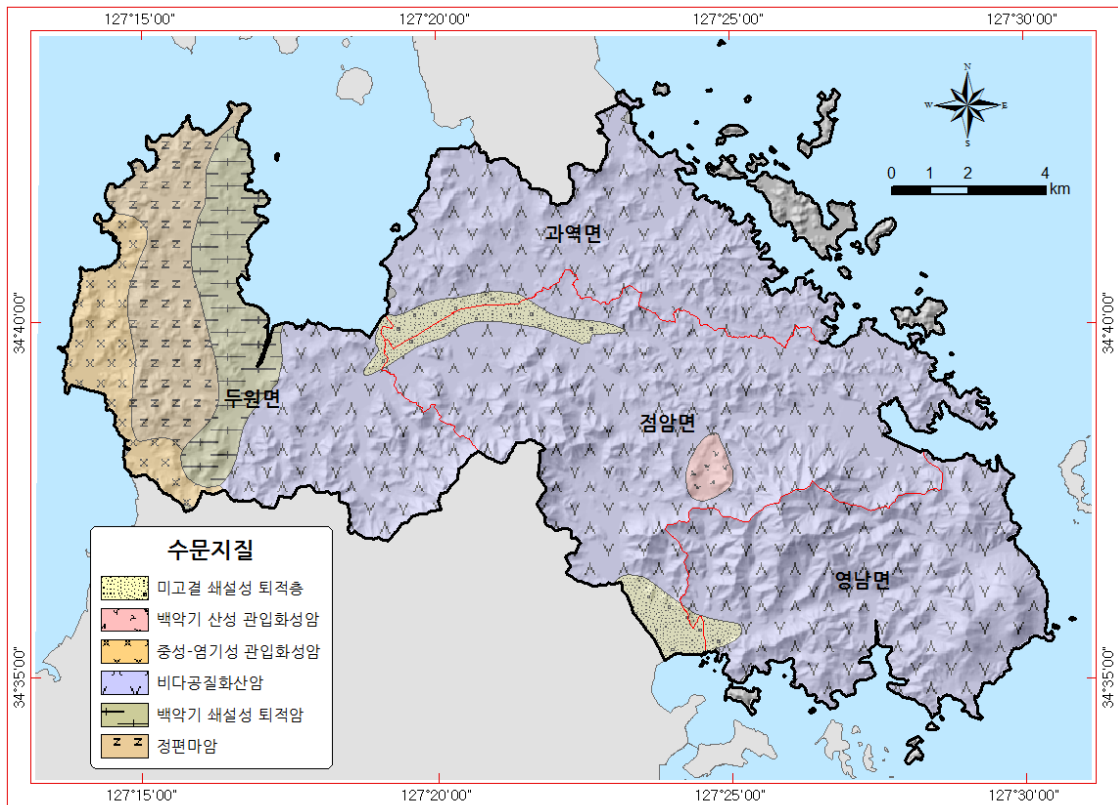 127°15'00" 127°20'00" 127°25'00" 127°30'00"
N
W E
S
0 1 2 4
km
과역면
34°40'00" 34°40'00"
두원면
점암면
영남면
34°35'00" 34°35'00"
수문지질
미고결 쇄설성 퇴적층
백악기 산성 관입화성암
중성-염기성 관입화성암
비다공질화산암
백악기 쇄설성 퇴적암
정편마암
127°15'00" 127°20'00" 127°25'00" 127°30'00"